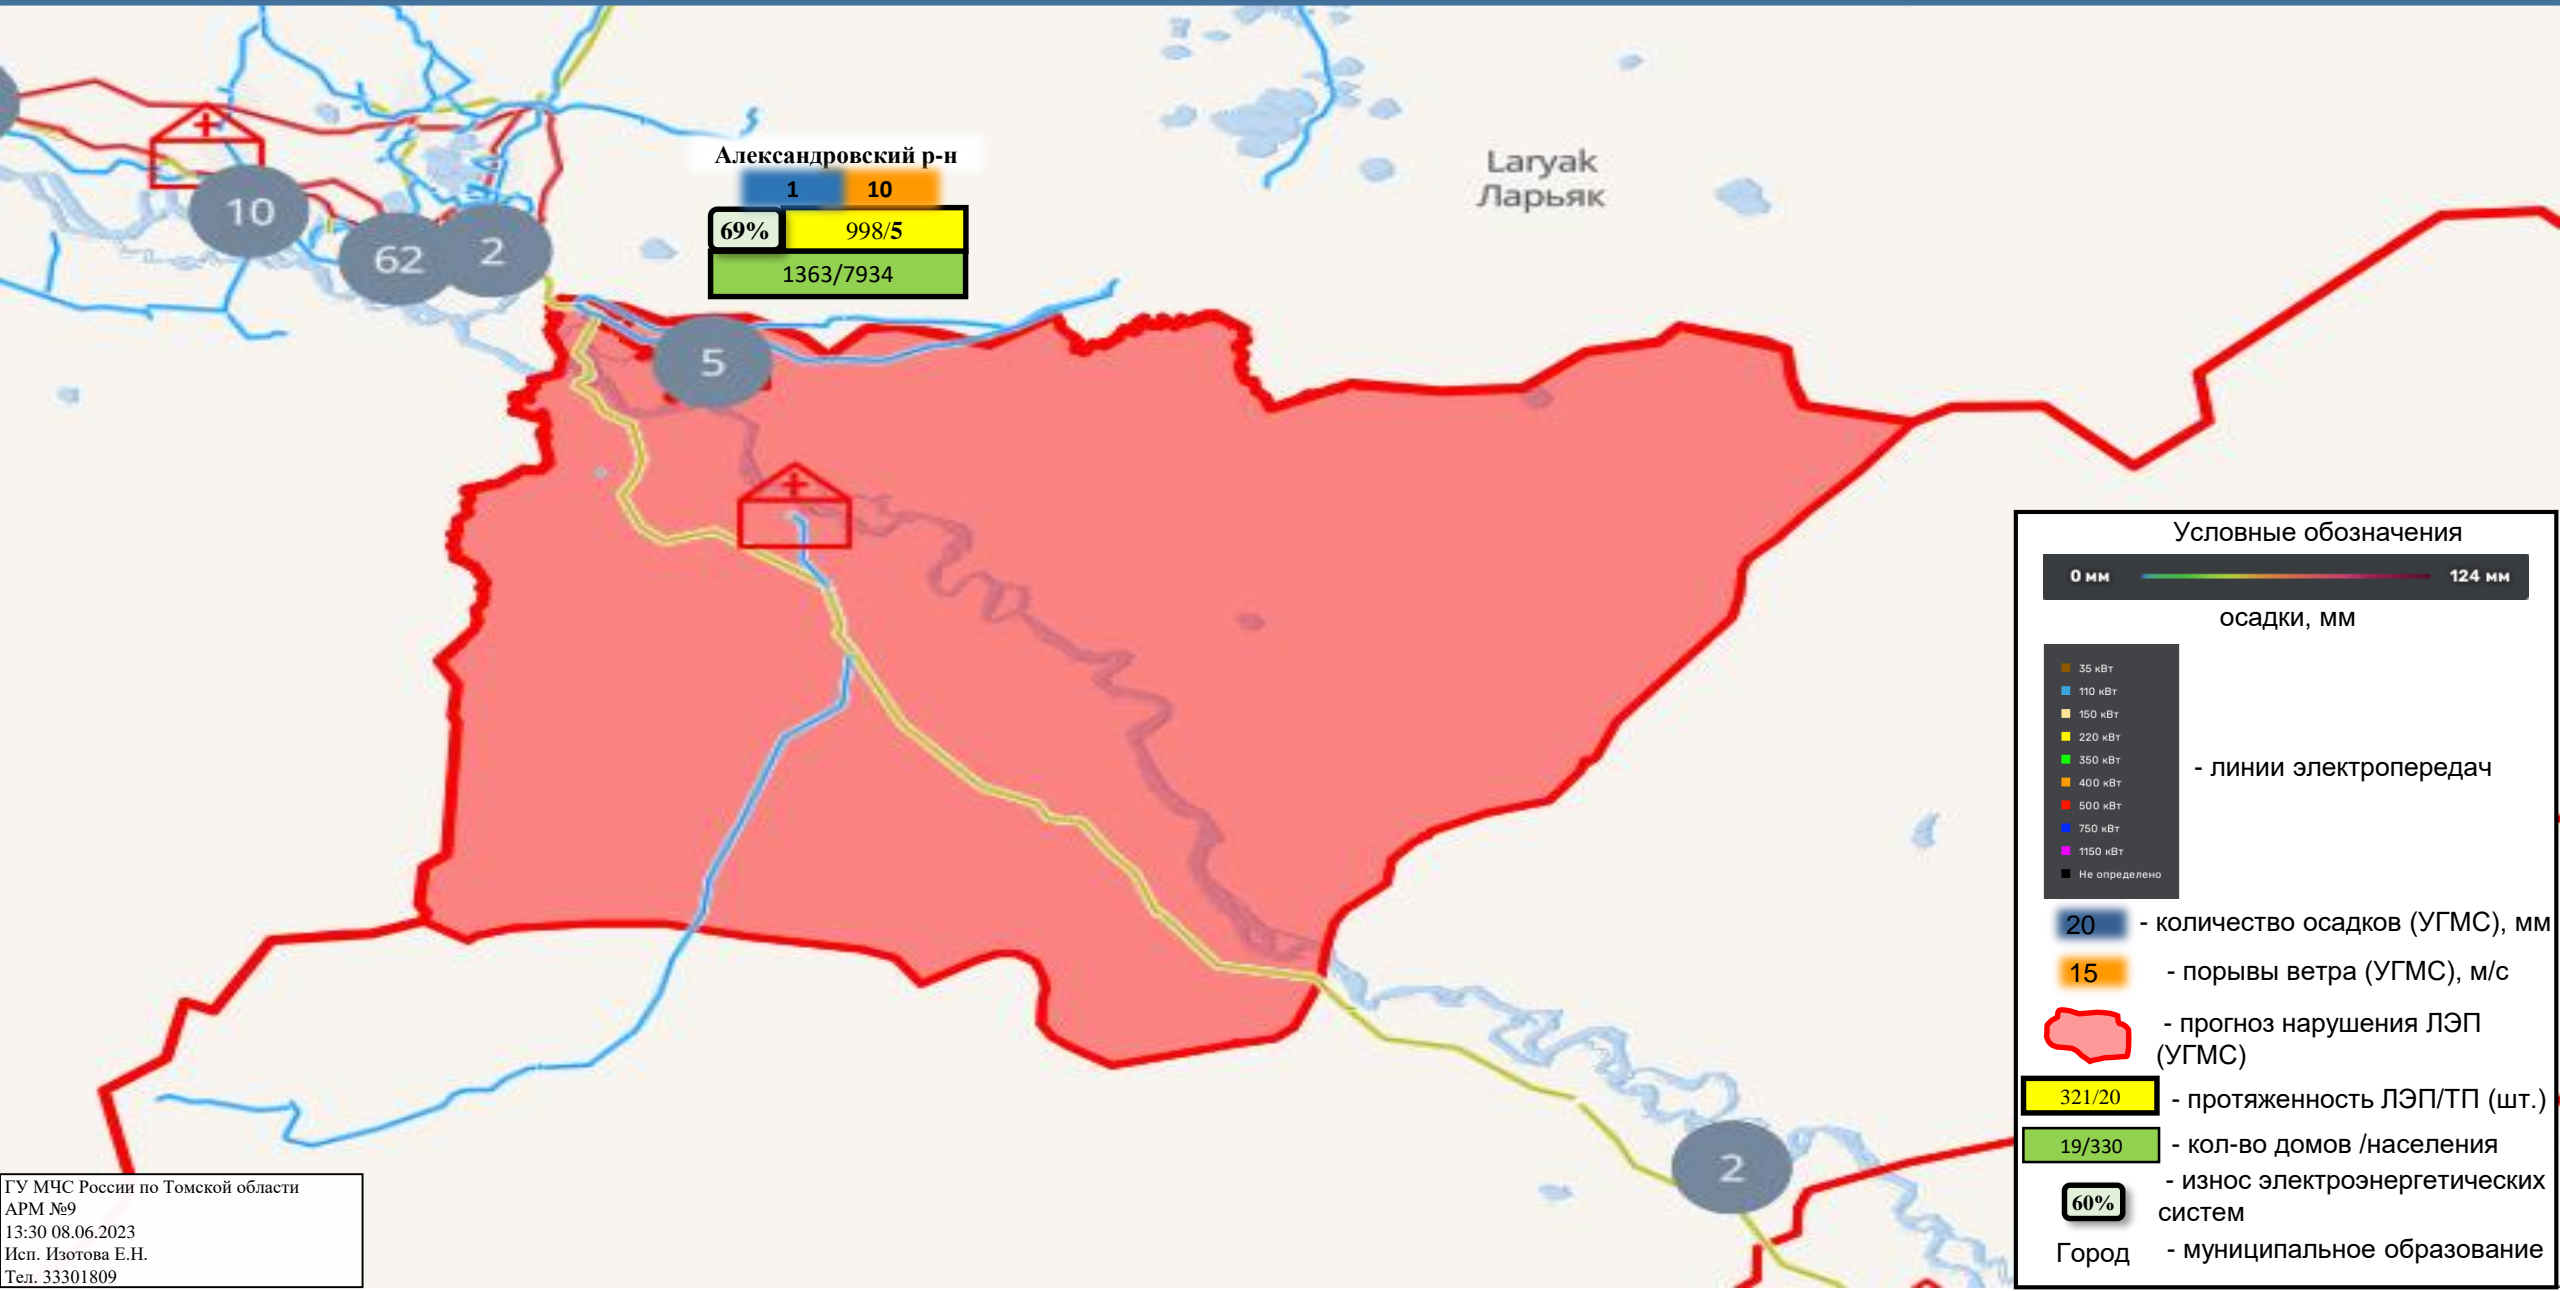 Александровский р-н
1 10
69% 998/5
1363/7934
10
62
2
5
2
Laryak
Ларьяк
Условные обозначения
0 мм 124 мм
осадки, мм
35 кВт
110 кВт
150 кВт
220 кВт
350 кВт
400 кВт
500 кВт
750 кВт
1150 кВт
Не определено
- линии электропередач
20 - количество осадков (УГМС), мм
15 - порывы ветра (УГМС), м/с
- прогноз нарушения ЛЭП
(УГМС)
321/20 - протяженность ЛЭП/ТП (шт.)
19/330 - кол-во домов /населения
60% - износ электроэнергетических
систем
Город - муниципальное образование
ГУ МЧС России по Томской области
АРМ №9
13:30 08.06.2023
Исп. Изотова Е.Н.
Тел. 33301809